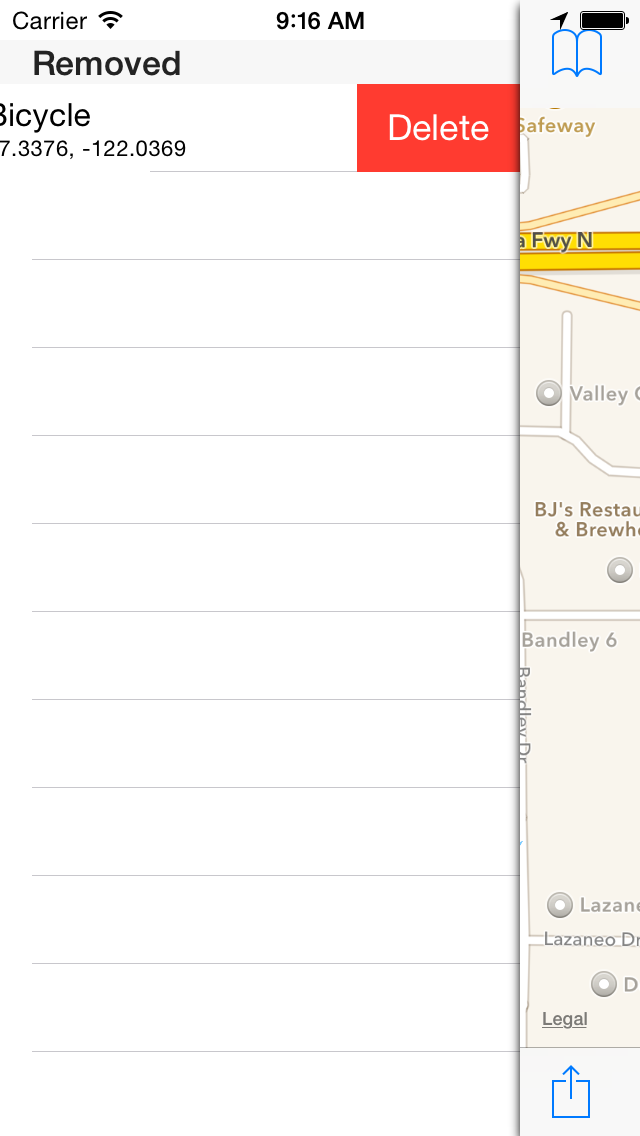 Carrier 9:16 AM
Removed
Bicycle
7.3376, -122.0369
Delete
Safeway
a Fwy N
Valley
BJ's Restau
& Brewho
Bandley 6
Bandley Dr
Lazane
Lazaneo Dr
D
Legal